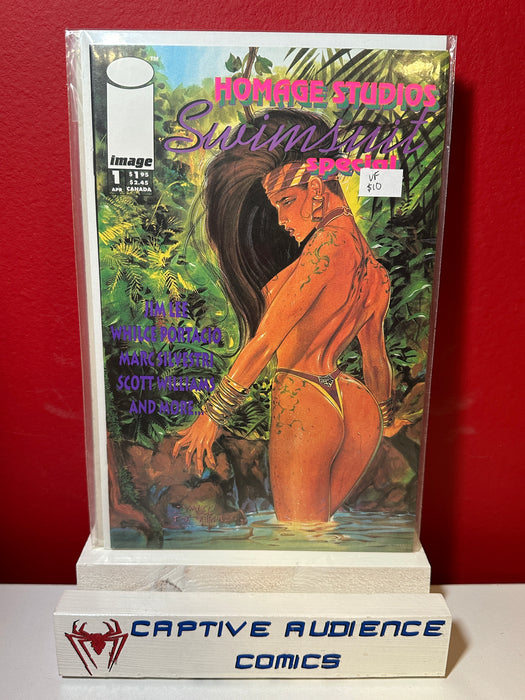 HOMAGE STUDIOS
Swimsuit
special
image
1
$1.95
$2.45
APR
CANADA
VF
$10
JIM LEE
WHILCE PORTACIO
MARC SILVESTRI
SCOTT WILLIAMS
AND MORE...
CAPTIVE AUDIENCE
COMICS